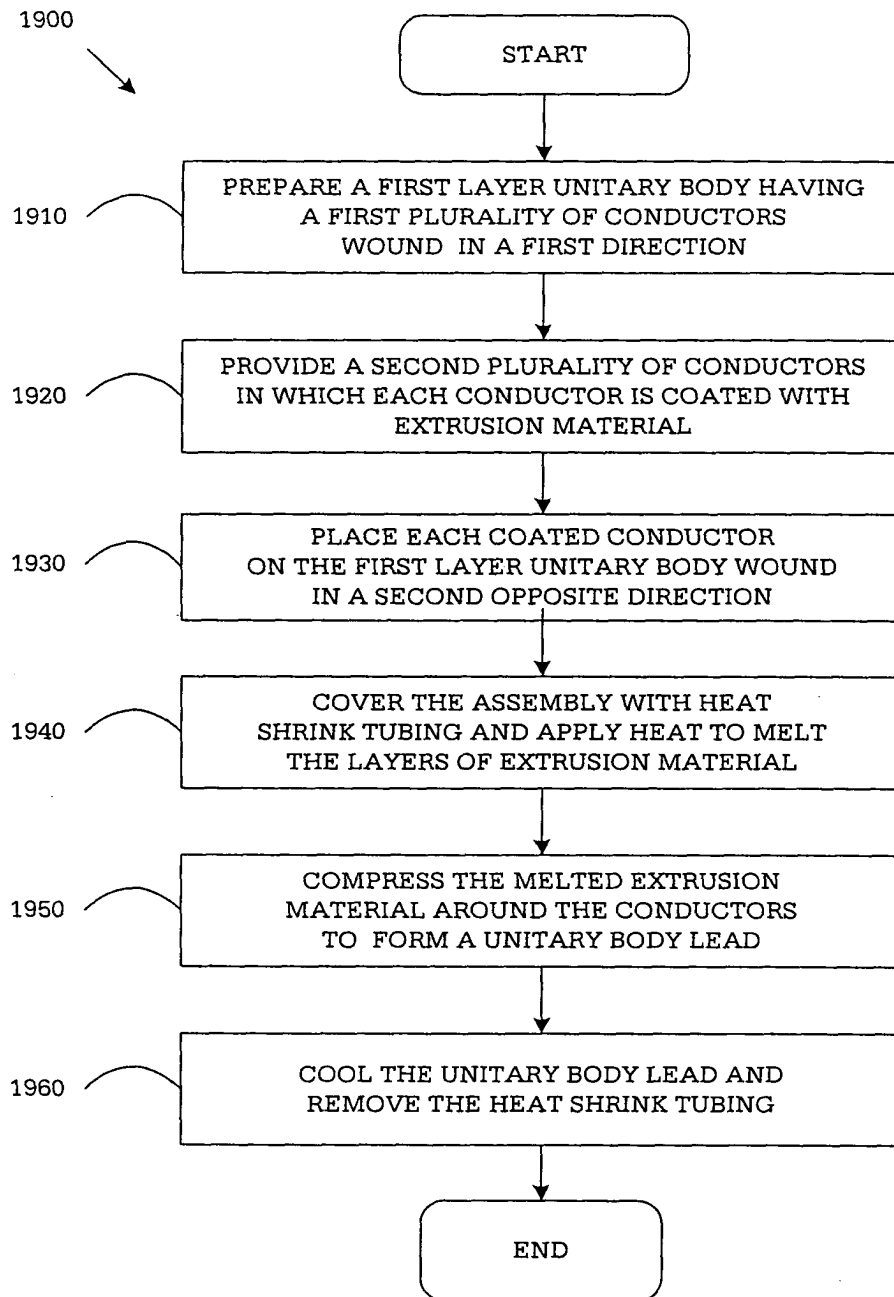 1900
START
1910
PREPARE A FIRST LAYER UNITARY BODY HAVING
A FIRST PLURALITY OF CONDUCTORS
WOUND IN A FIRST DIRECTION
1920
PROVIDE A SECOND PLURALITY OF CONDUCTORS
IN WHICH EACH CONDUCTOR IS COATED WITH
EXTRUSION MATERIAL
1930
PLACE EACH COATED CONDUCTOR
ON THE FIRST LAYER UNITARY BODY WOUND
IN A SECOND OPPOSITE DIRECTION
1940
COVER THE ASSEMBLY WITH HEAT
SHRINK TUBING AND APPLY HEAT TO MELT
THE LAYERS OF EXTRUSION MATERIAL
1950
COMPRESS THE MELTED EXTRUSION
MATERIAL AROUND THE CONDUCTORS
TO FORM A UNITARY BODY LEAD
1960
COOL THE UNITARY BODY LEAD AND
REMOVE THE HEAT SHRINK TUBING
END